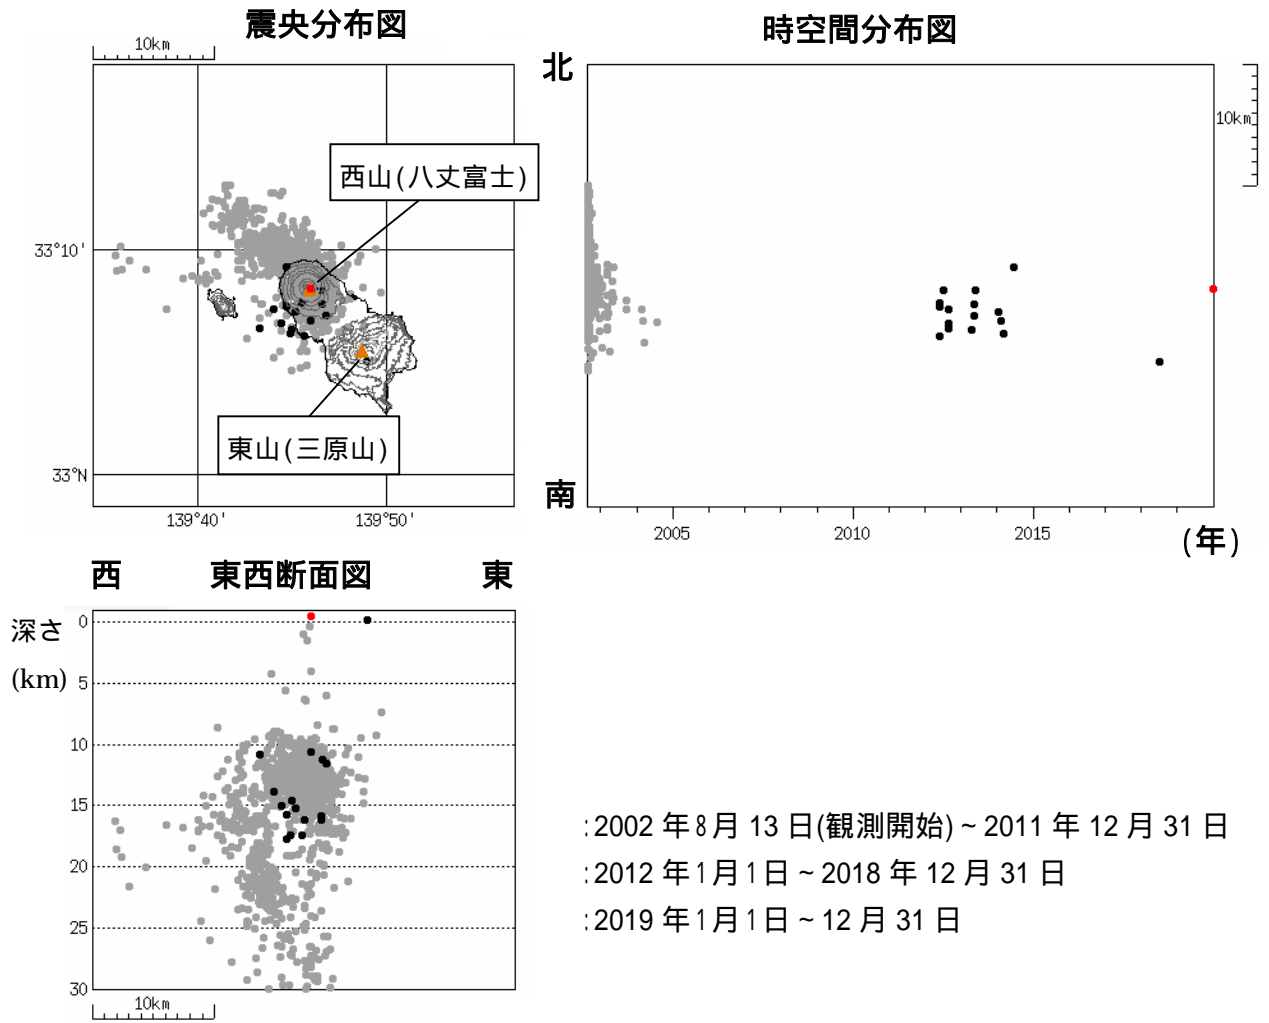 震央分布図
時空間分布図
10km
北
10km
西山(八丈富士)
33°10'
東山(三原山)
33°N
南
139°40'
139°50'
2005
2010
2015
(年)
西
東西断面図
東
深さ
(km)
0
5
10
15
20
25
30
10km
:2002 年8月 13 日(観測開始)~2011 年 12 月 31 日
:2012 年1月1日~2018 年 12 月 31 日
:2019 年1月1日~12 月 31 日